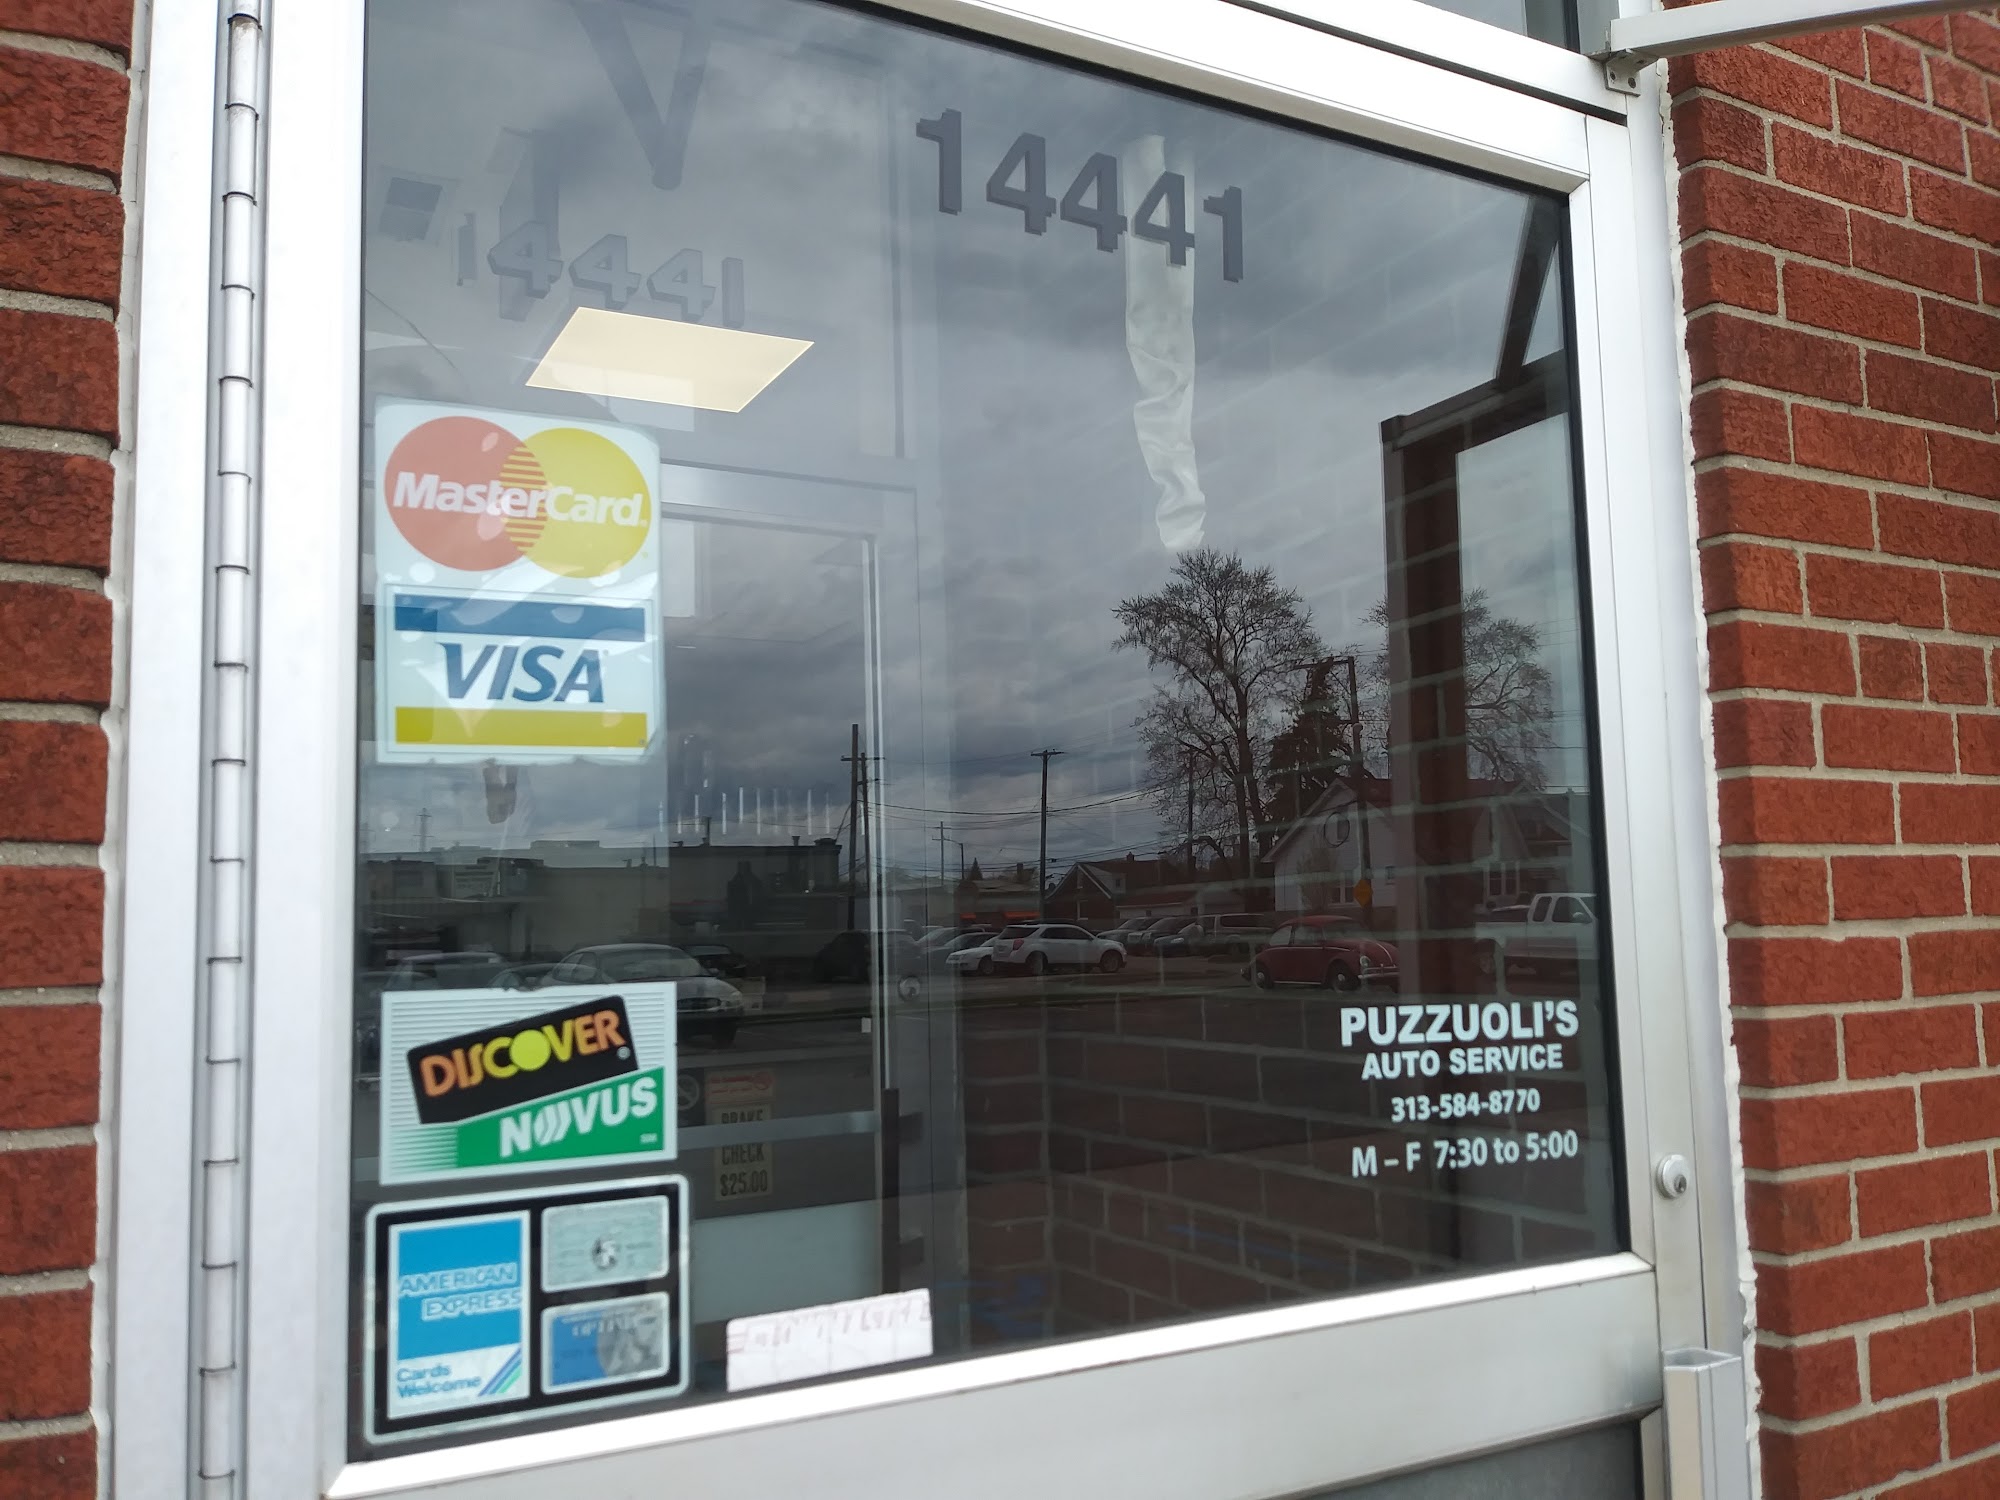 14441
14441
MasterCard
VISA
DISCOVER
NOVUS
BRAKE
CHECK
$25.00
AMERICAN
EXPRESS
Cards
Welcome
PUZZUOLI'S
AUTO SERVICE
313-584-8770
M – F 7:30 to 5:00